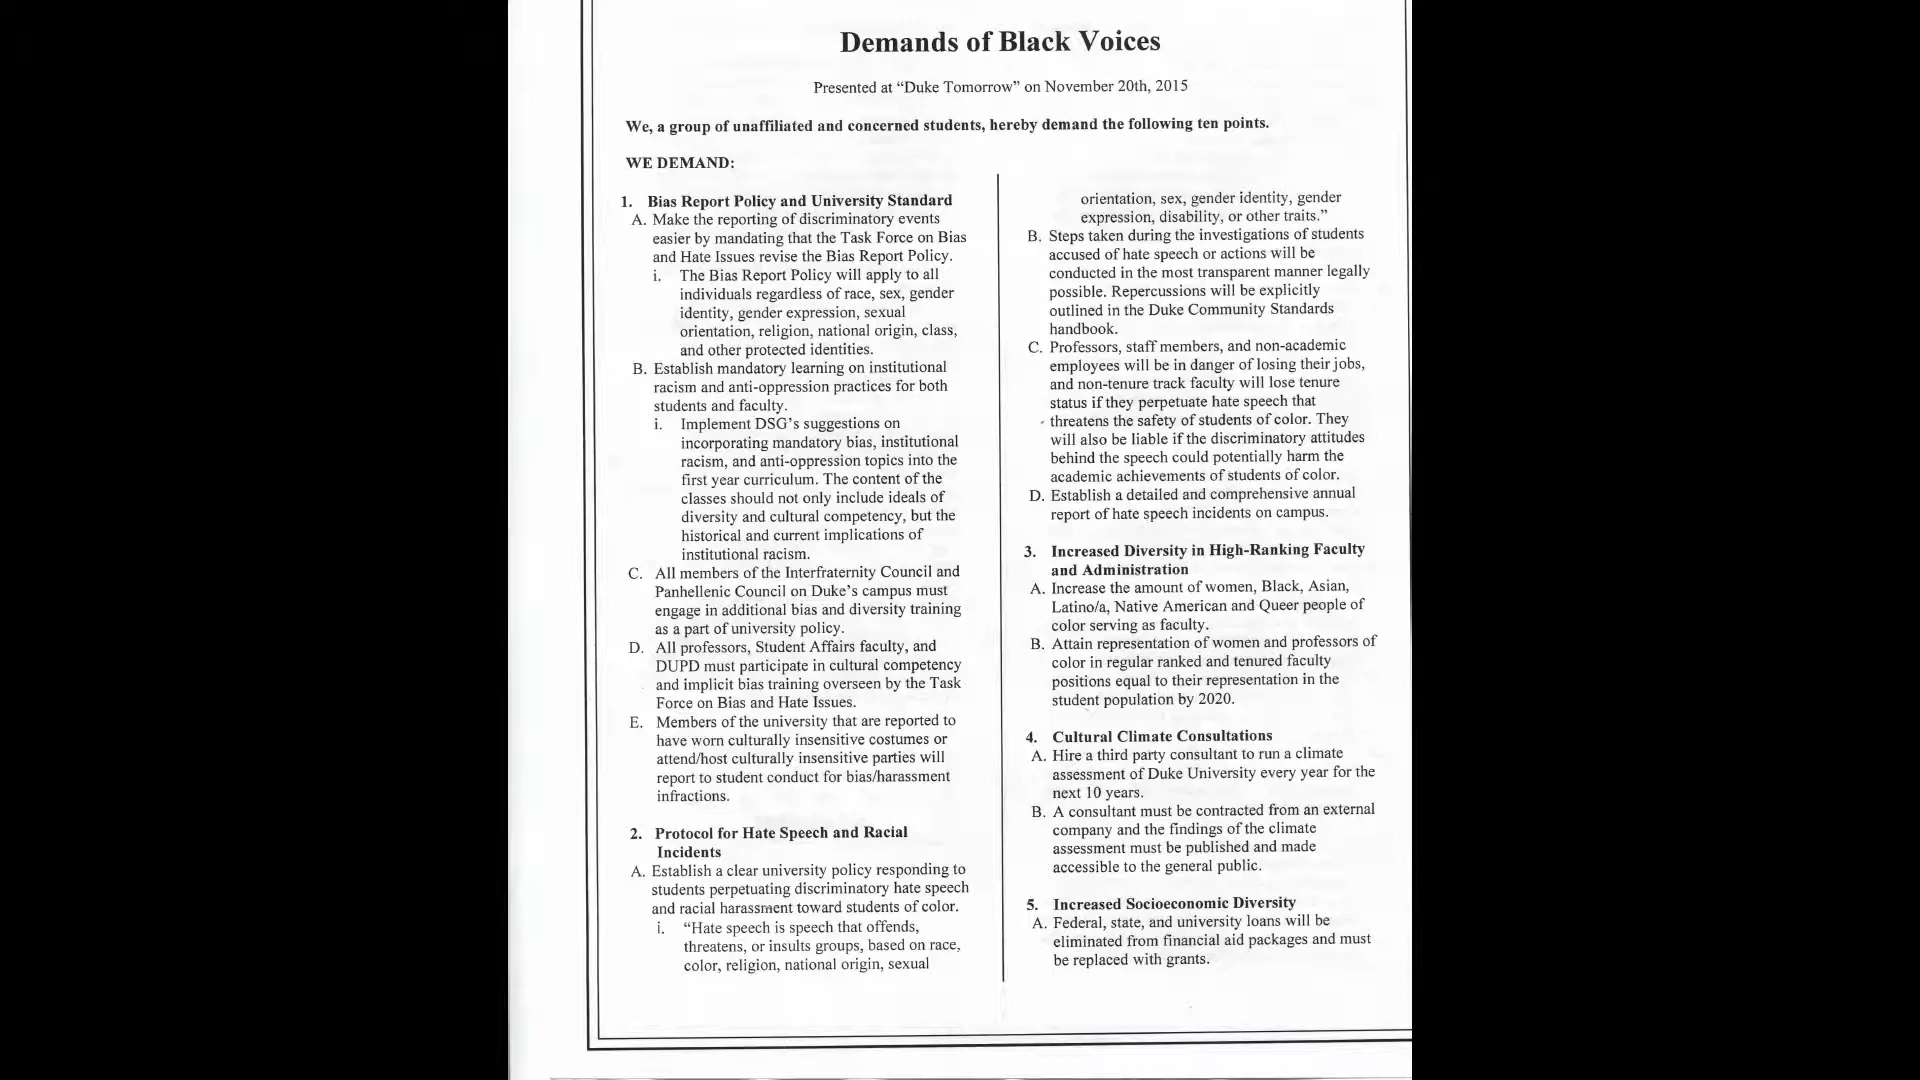 Demands of Black Voices
Presented at “Duke Tomorrow” on November 20th, 2015
We, a group of unaffiliated and concerned students, hereby demand the following ten points.
WE DEMAND:
1. Bias Report Policy and University Standard
A. Make the reporting of discriminatory events
easier by mandating that the Task Force on Bias
and Hate Issues revise the Bias Report Policy.
i. The Bias Report Policy will apply to all
individuals regardless of race, sex, gender
identity, gender expression, sexual
orientation, religion, national origin, class,
and other protected identities.
B. Establish mandatory learning on institutional
racism and anti-oppression practices for both
students and faculty.
i. Implement DSG’s suggestions on
incorporating mandatory bias, institutional
racism, and anti-oppression topics into the
first year curriculum. The content of the
classes should not only include ideals of
diversity and cultural competency, but the
historical and current implications of
institutional racism.
C. All members of the Interfraternity Council and
Panhellenic Council on Duke’s campus must
engage in additional bias and diversity training
as a part of university policy.
D. All professors, Student Affairs faculty, and
DUPD must participate in cultural competency
and implicit bias training overseen by the Task
Force on Bias and Hate Issues.
E. Members of the university that are reported to
have worn culturally insensitive costumes or
attend/host culturally insensitive parties will
report to student conduct for bias/harassment
infractions.
2. Protocol for Hate Speech and Racial
Incidents
A. Establish a clear university policy responding to
students perpetuating discriminatory hate speech
and racial harassment toward students of color.
i. “Hate speech is speech that offends,
threatens, or insults groups, based on race,
color, religion, national origin, sexual
orientation, sex, gender identity, gender
expression, disability, or other traits.”
B. Steps taken during the investigations of students
accused of hate speech or actions will be
conducted in the most transparent manner legally
possible. Repercussions will be explicitly
outlined in the Duke Community Standards
handbook.
C. Professors, staff members, and non-academic
employees will be in danger of losing their jobs,
and non-tenure track faculty will lose tenure
status if they perpetuate hate speech that
threatens the safety of students of color. They
will also be liable if the discriminatory attitudes
behind the speech could potentially harm the
academic achievements of students of color.
D. Establish a detailed and comprehensive annual
report of hate speech incidents on campus.
3. Increased Diversity in High-Ranking Faculty
and Administration
A. Increase the amount of women, Black, Asian,
Latino/a, Native American and Queer people of
color serving as faculty.
B. Attain representation of women and professors of
color in regular ranked and tenured faculty
positions equal to their representation in the
student population by 2020.
4. Cultural Climate Consultations
A. Hire a third party consultant to run a climate
assessment of Duke University every year for the
next 10 years.
B. A consultant must be contracted from an external
company and the findings of the climate
assessment must be published and made
accessible to the general public.
5. Increased Socioeconomic Diversity
A. Federal, state, and university loans will be
eliminated from financial aid packages and must
be replaced with grants.